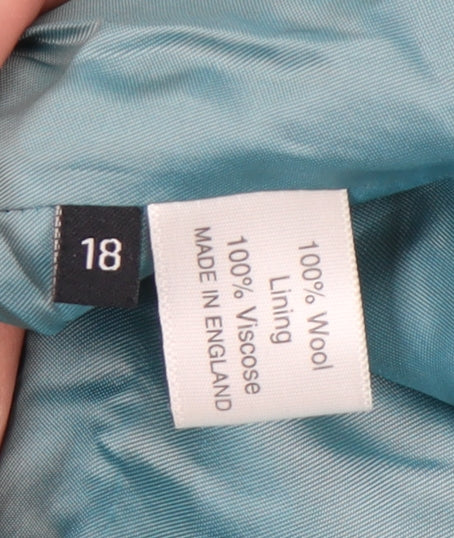 18
100% Wool
Lining
100% Viscose
MADE IN ENGLAND